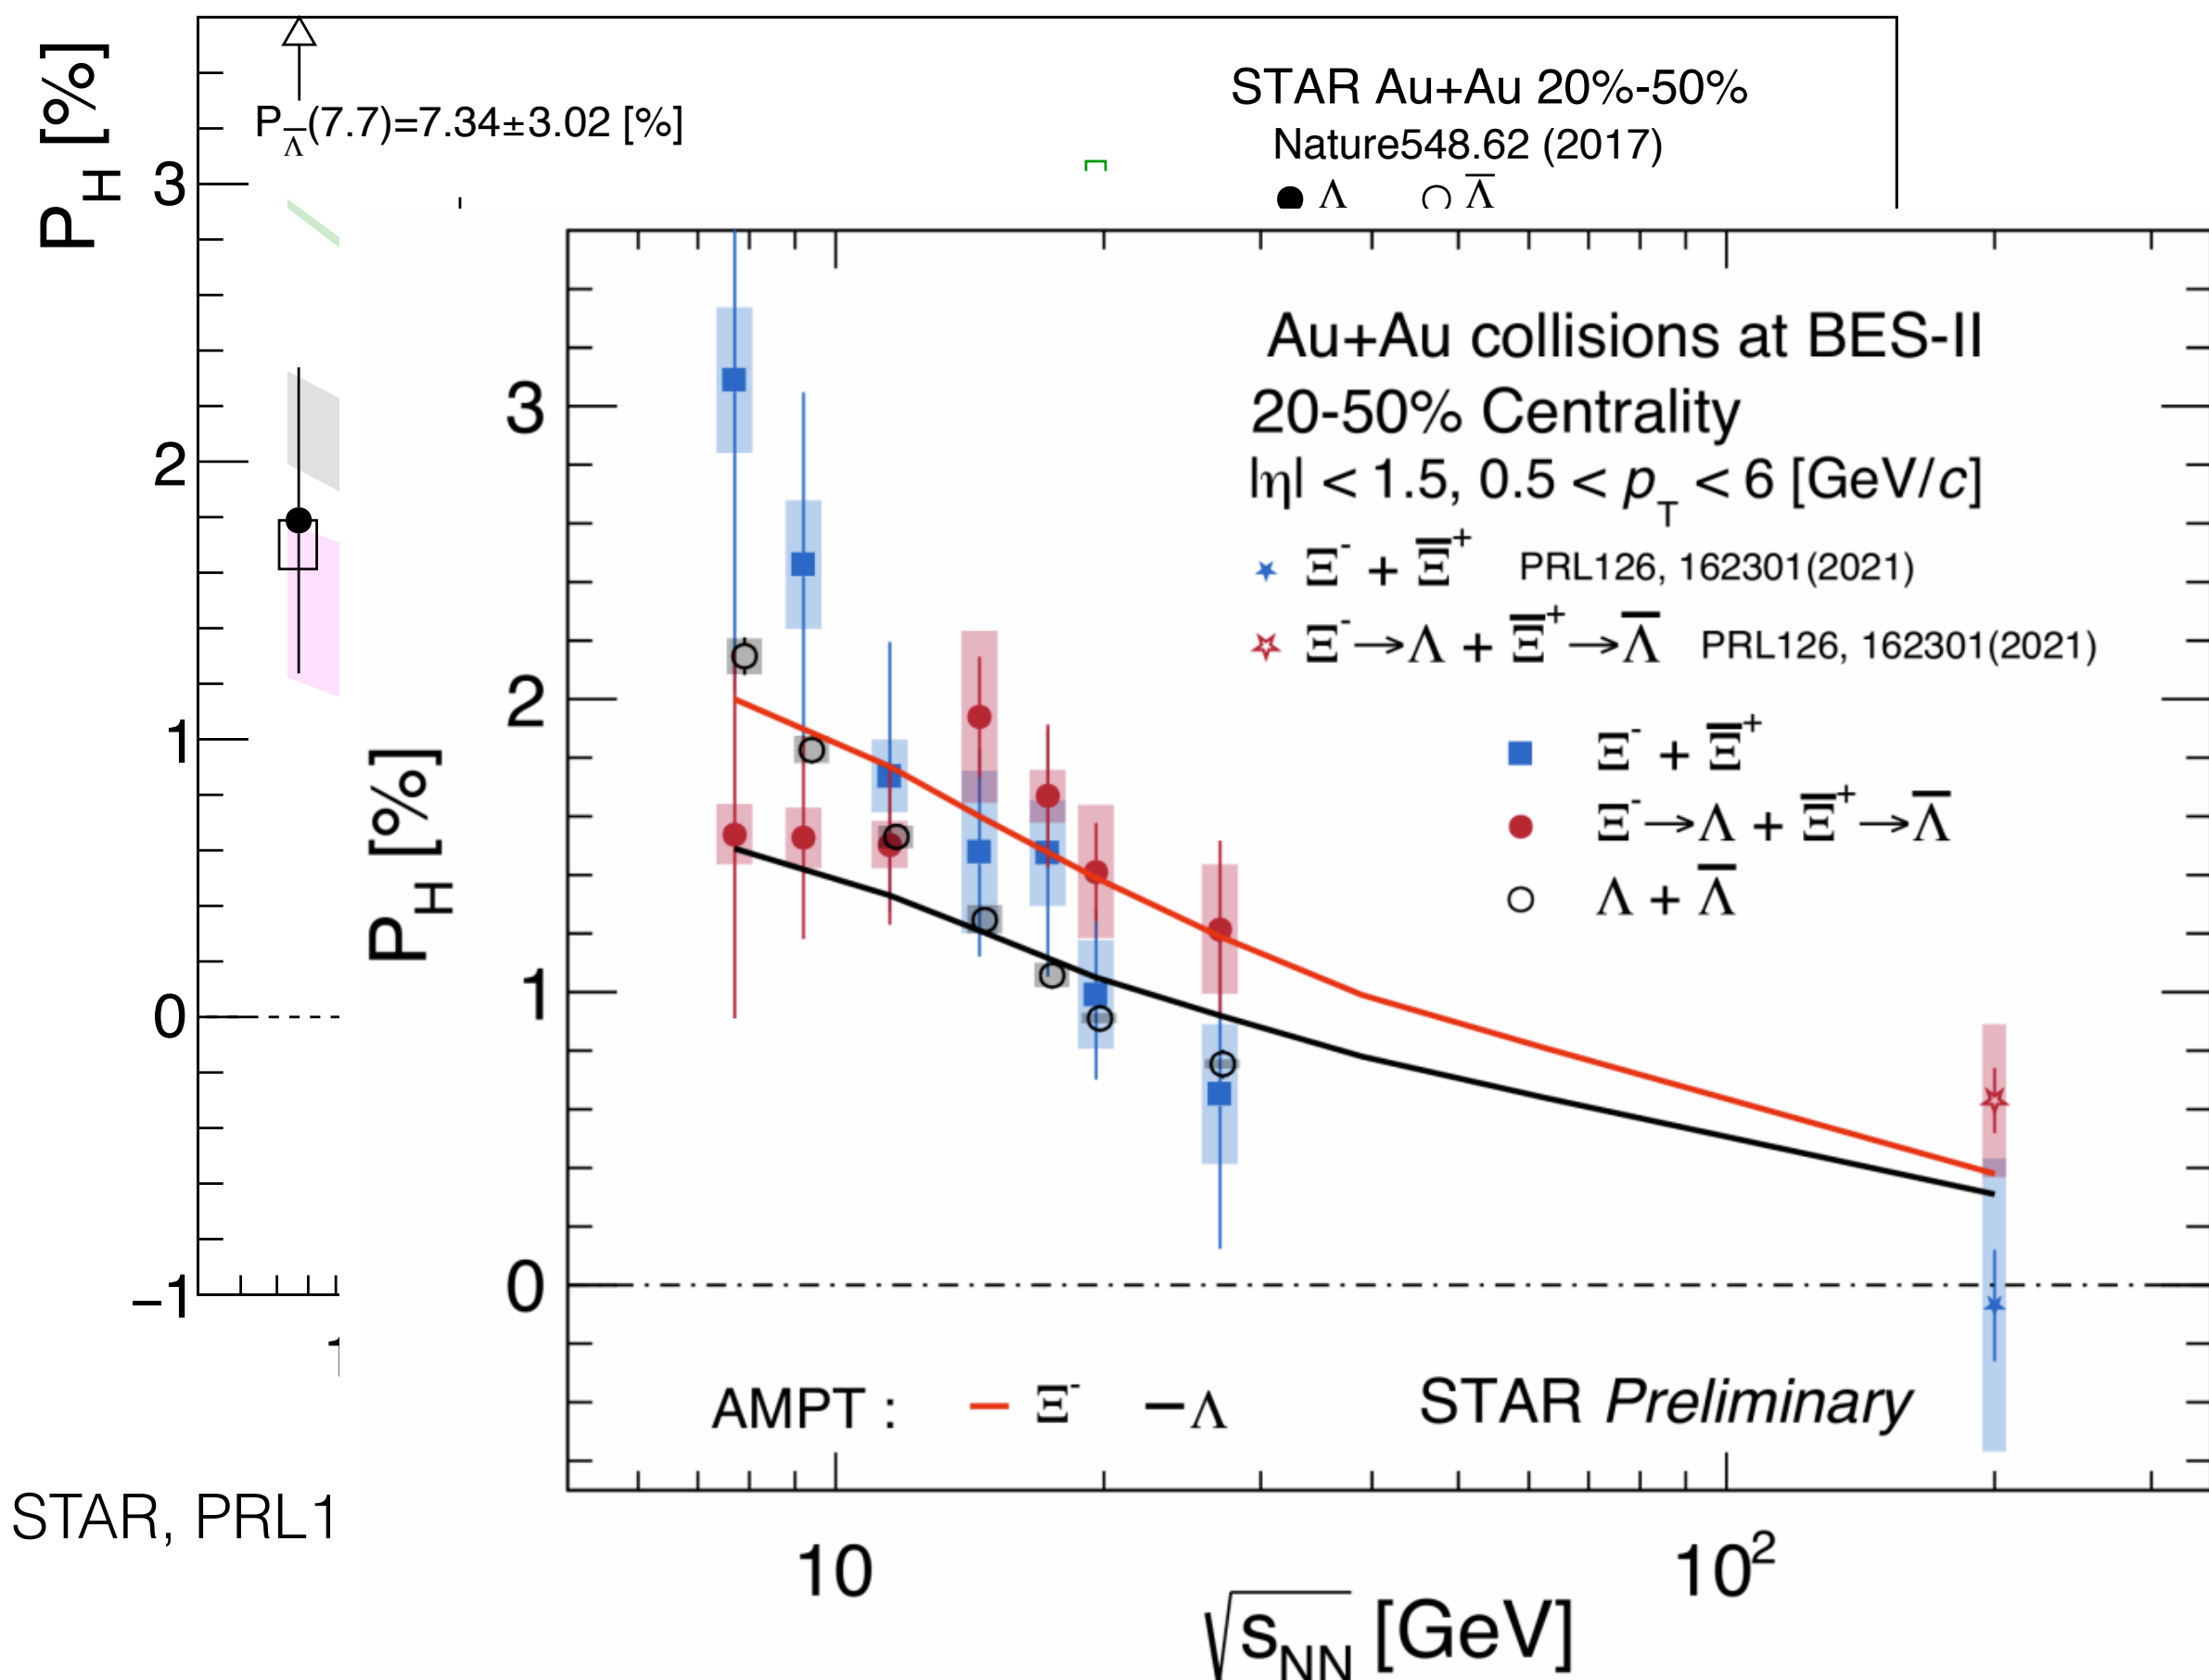 P_H [%]
P_Λ̅(7.7)=7.34±3.02 [%]
STAR Au+Au 20%-50%
Nature548.62 (2017)
Λ Λ̅
3
2
1
0
−1
STAR, PRL1
P_H [%]
3
2
1
0
Au+Au collisions at BES-II
20-50% Centrality
|η| < 1.5, 0.5 < p_T < 6 [GeV/c]
Ξ⁻ + Ξ̅⁺ PRL126, 162301(2021)
Ξ⁻→Λ + Ξ̅⁺→Λ̅ PRL126, 162301(2021)
Ξ⁻ + Ξ̅⁺
Ξ⁻→Λ + Ξ̅⁺→Λ̅
Λ + Λ̅
AMPT : Ξ⁻ Λ
STAR Preliminary
10 10²
√s_NN [GeV]